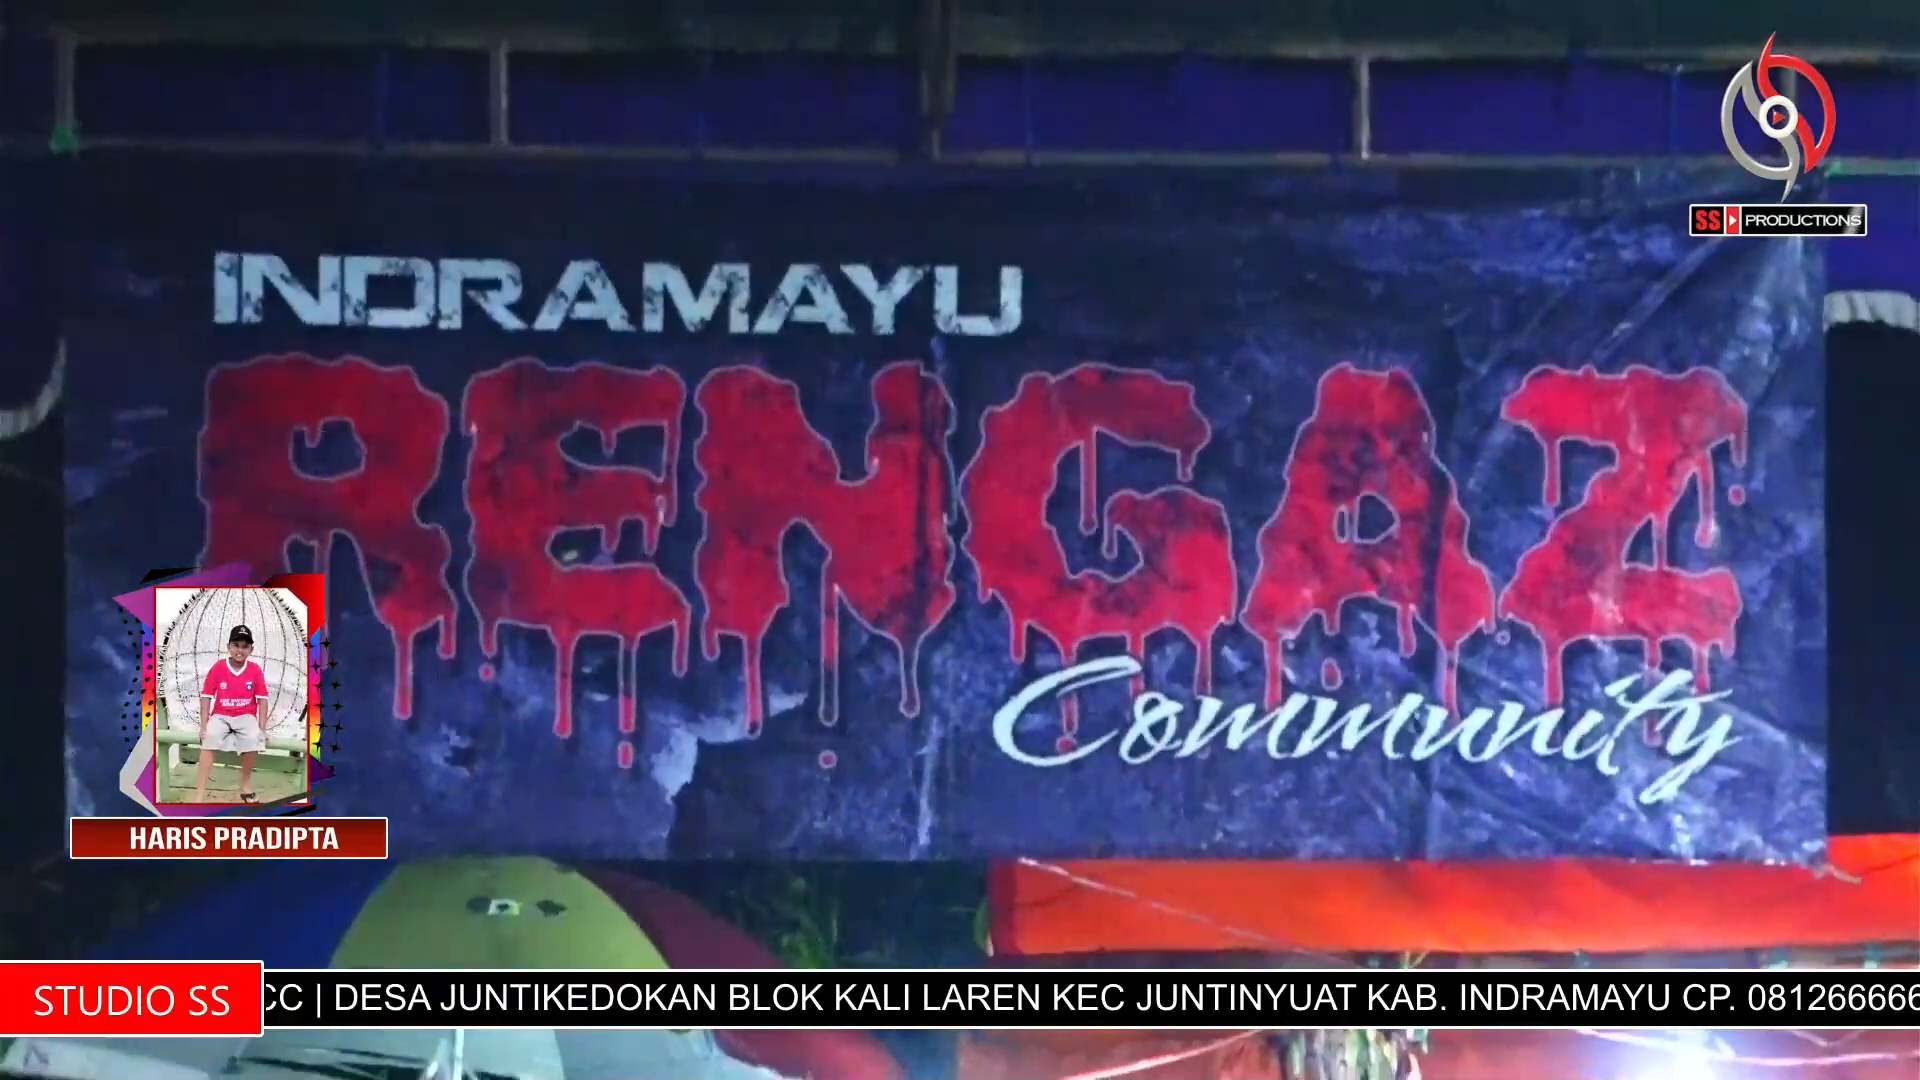 SS PRODUCTIONS
INDRAMAYU
RENGAZ
Community
HARIS PRADIPTA
STUDIO SS
CC | DESA JUNTIKEDOKAN BLOK KALI LAREN KEC JUNTINYUAT KAB. INDRAMAYU CP. 081266666